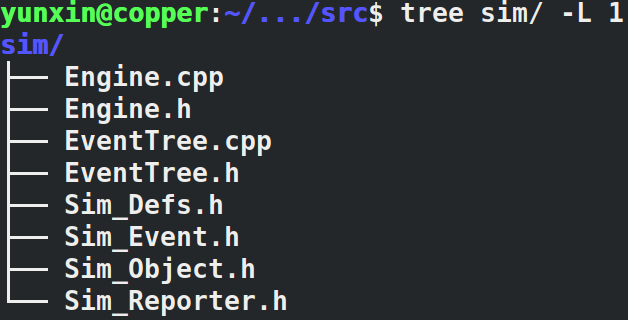 yunxin@copper:~/.../src$ tree sim/ -L 1
sim/
├── Engine.cpp
├── Engine.h
├── EventTree.cpp
├── EventTree.h
├── Sim_Defs.h
├── Sim_Event.h
├── Sim_Object.h
└── Sim_Reporter.h